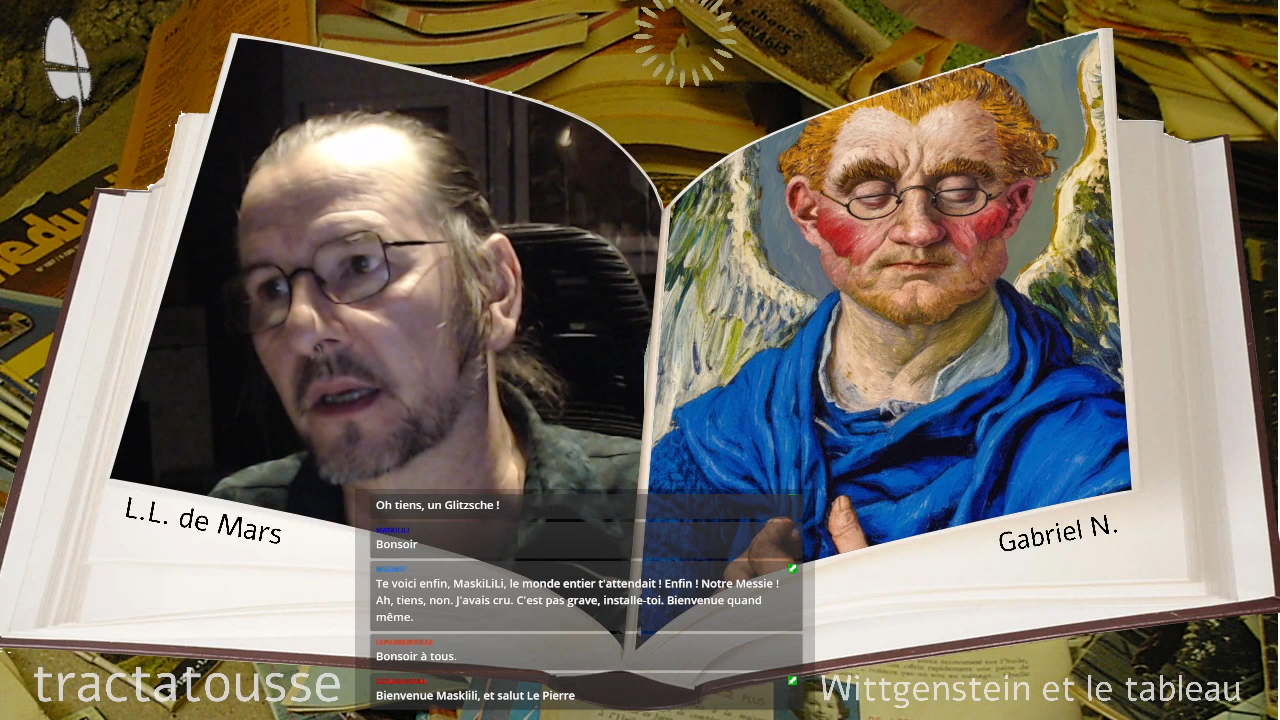 L.L. de Mars
Gabriel N.
Oh tiens, un Glitzsche !
MASKILILI
Bonsoir
Te voici enfin, MaskiLiLi, le monde entier t'attendait ! Enfin ! Notre Messie !
Ah, tiens, non. J'avais cru. C'est pas grave, installe-toi. Bienvenue quand
même.
Bonsoir à tous.
Bienvenue Masklili, et salut Le Pierre
tractatousse
Wittgenstein et le tableau